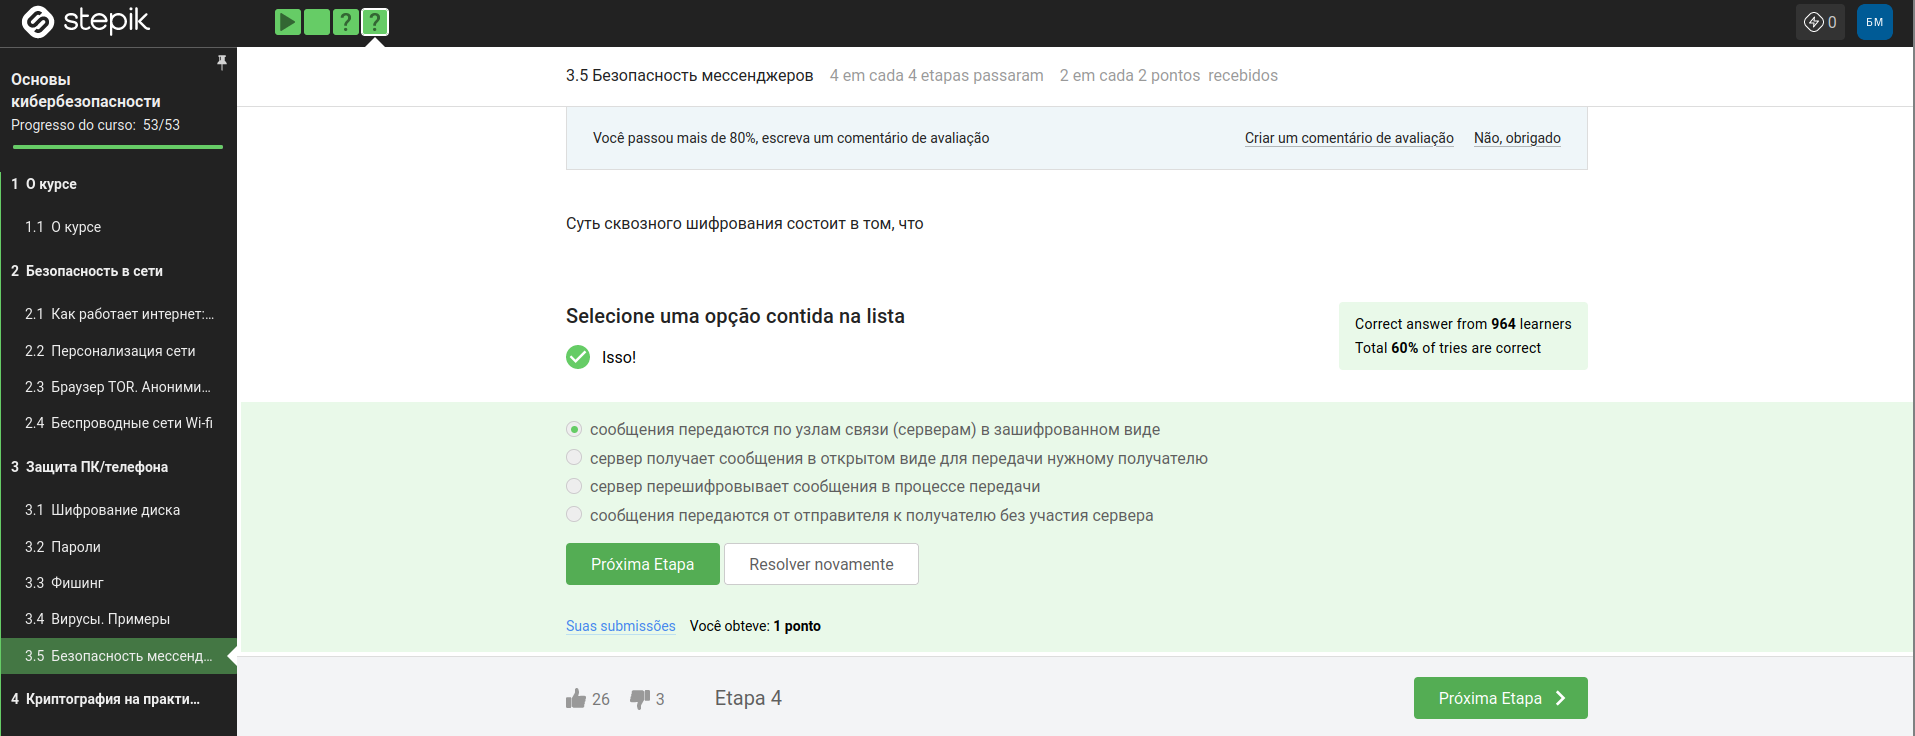 stepik
?
?
0
БМ
Основы
кибербезопасности
Progresso do curso: 53/53
1 О курсе
1.1 О курсе
2 Безопасность в сети
2.1 Как работает интернет:...
2.2 Персонализация сети
2.3 Браузер TOR. Аноними...
2.4 Беспроводные сети Wi-fi
3 Защита ПК/телефона
3.1 Шифрование диска
3.2 Пароли
3.3 Фишинг
3.4 Вирусы. Примеры
3.5 Безопасность мессенд...
4 Криптография на практи...
3.5 Безопасность мессенджеров 4 em cada 4 etapas passaram 2 em cada 2 pontos recebidos
Você passou mais de 80%, escreva um comentário de avaliação Criar um comentário de avaliação Não, obrigado
Суть сквозного шифрования состоит в том, что
Selecione uma opção contida na lista
Isso!
Correct answer from 964 learners
Total 60% of tries are correct
сообщения передаются по узлам связи (серверам) в зашифрованном виде
сервер получает сообщения в открытом виде для передачи нужному получателю
сервер перешифровывает сообщения в процессе передачи
сообщения передаются от отправителя к получателю без участия сервера
Próxima Etapa Resolver novamente
Suas submissões Você obteve: 1 ponto
26 3 Etapa 4 Próxima Etapa